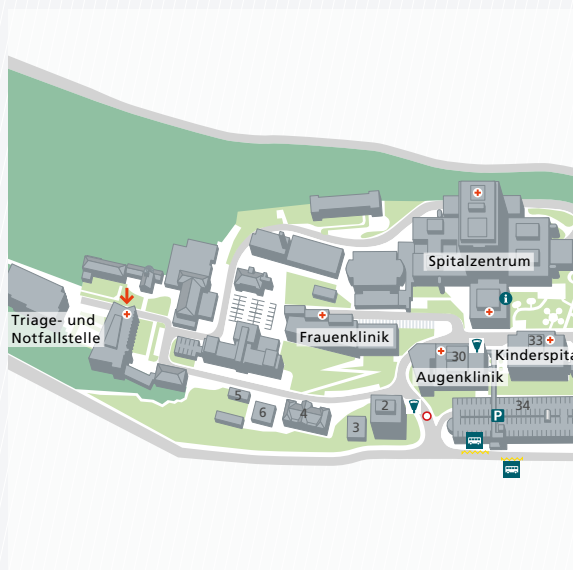 Spitalzentrum
i
Triage- und
Notfallstelle
Frauenklinik
33
30
Kinderspita
Augenklinik
5
6
4
2
3
34
P